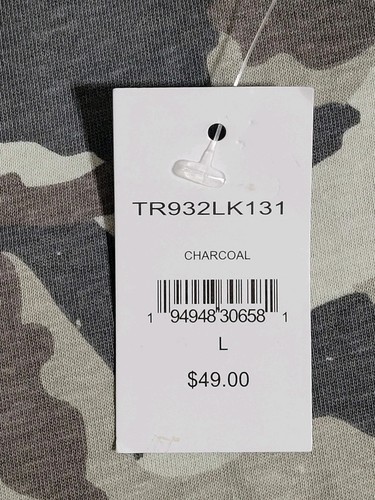 TR932LK131
CHARCOAL
1 94948 30658 1
L
$49.00